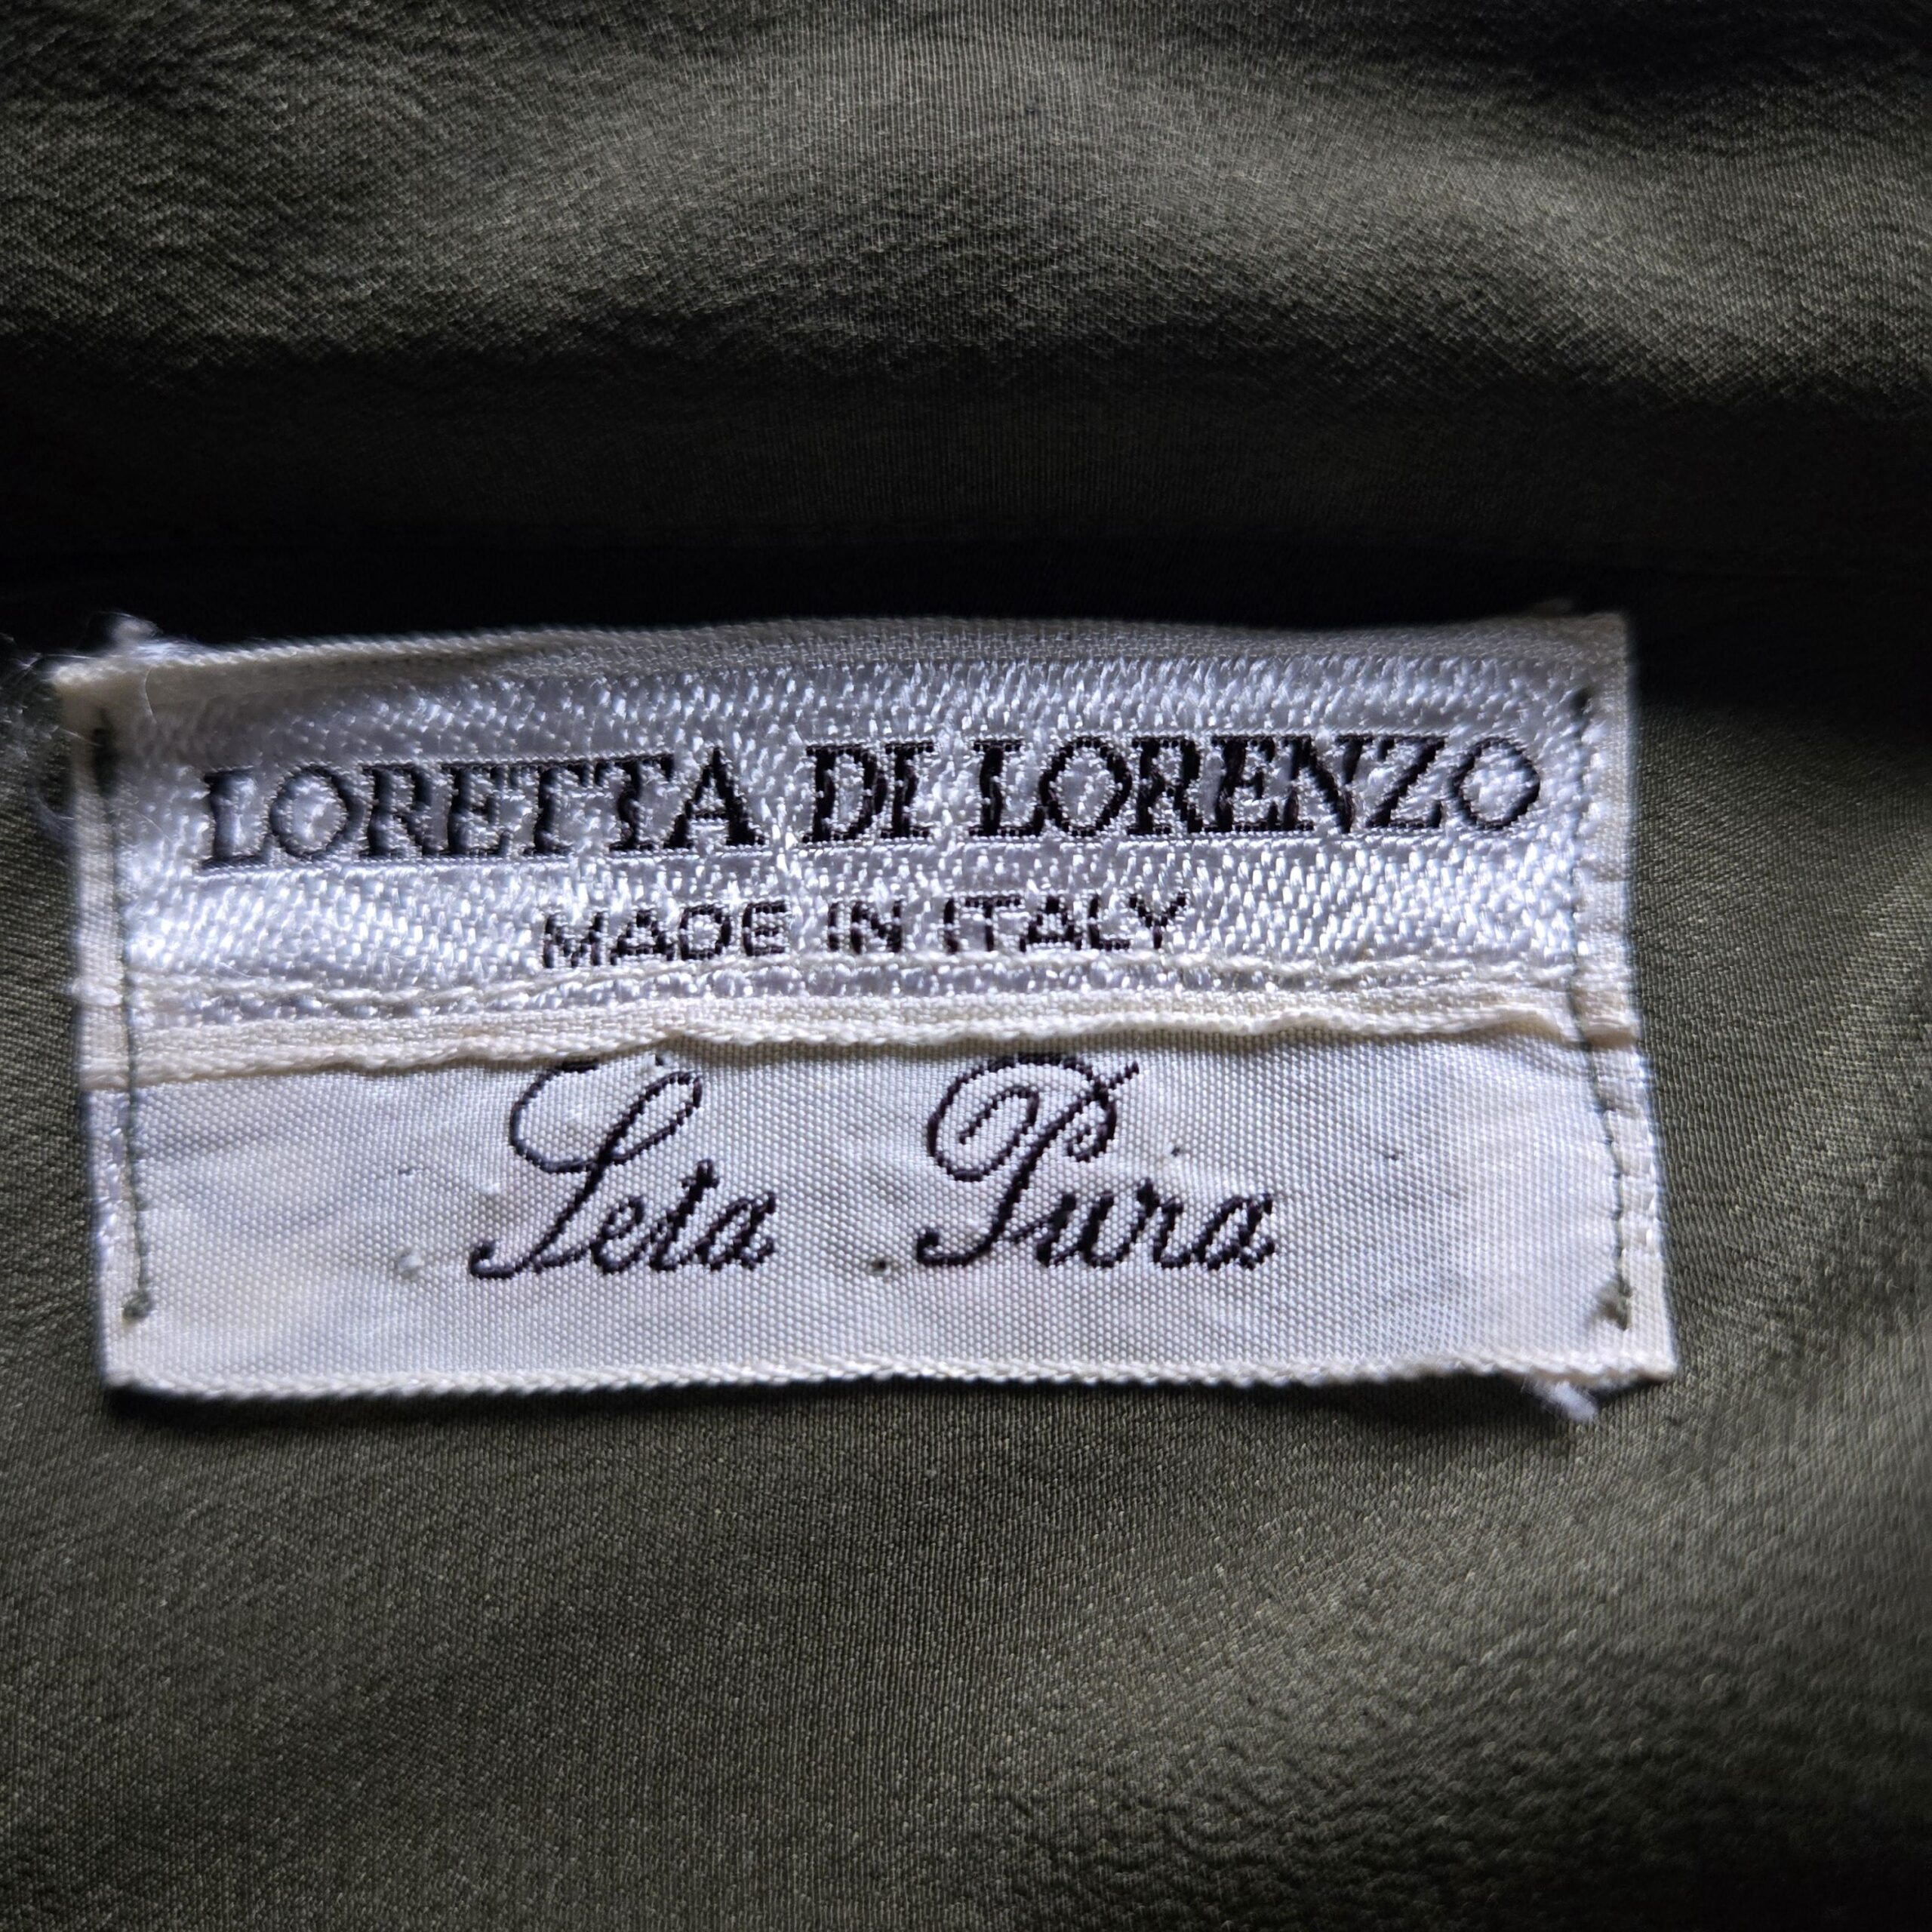 LORETTA DI LORENZO
MADE IN ITALY
Seta Pura